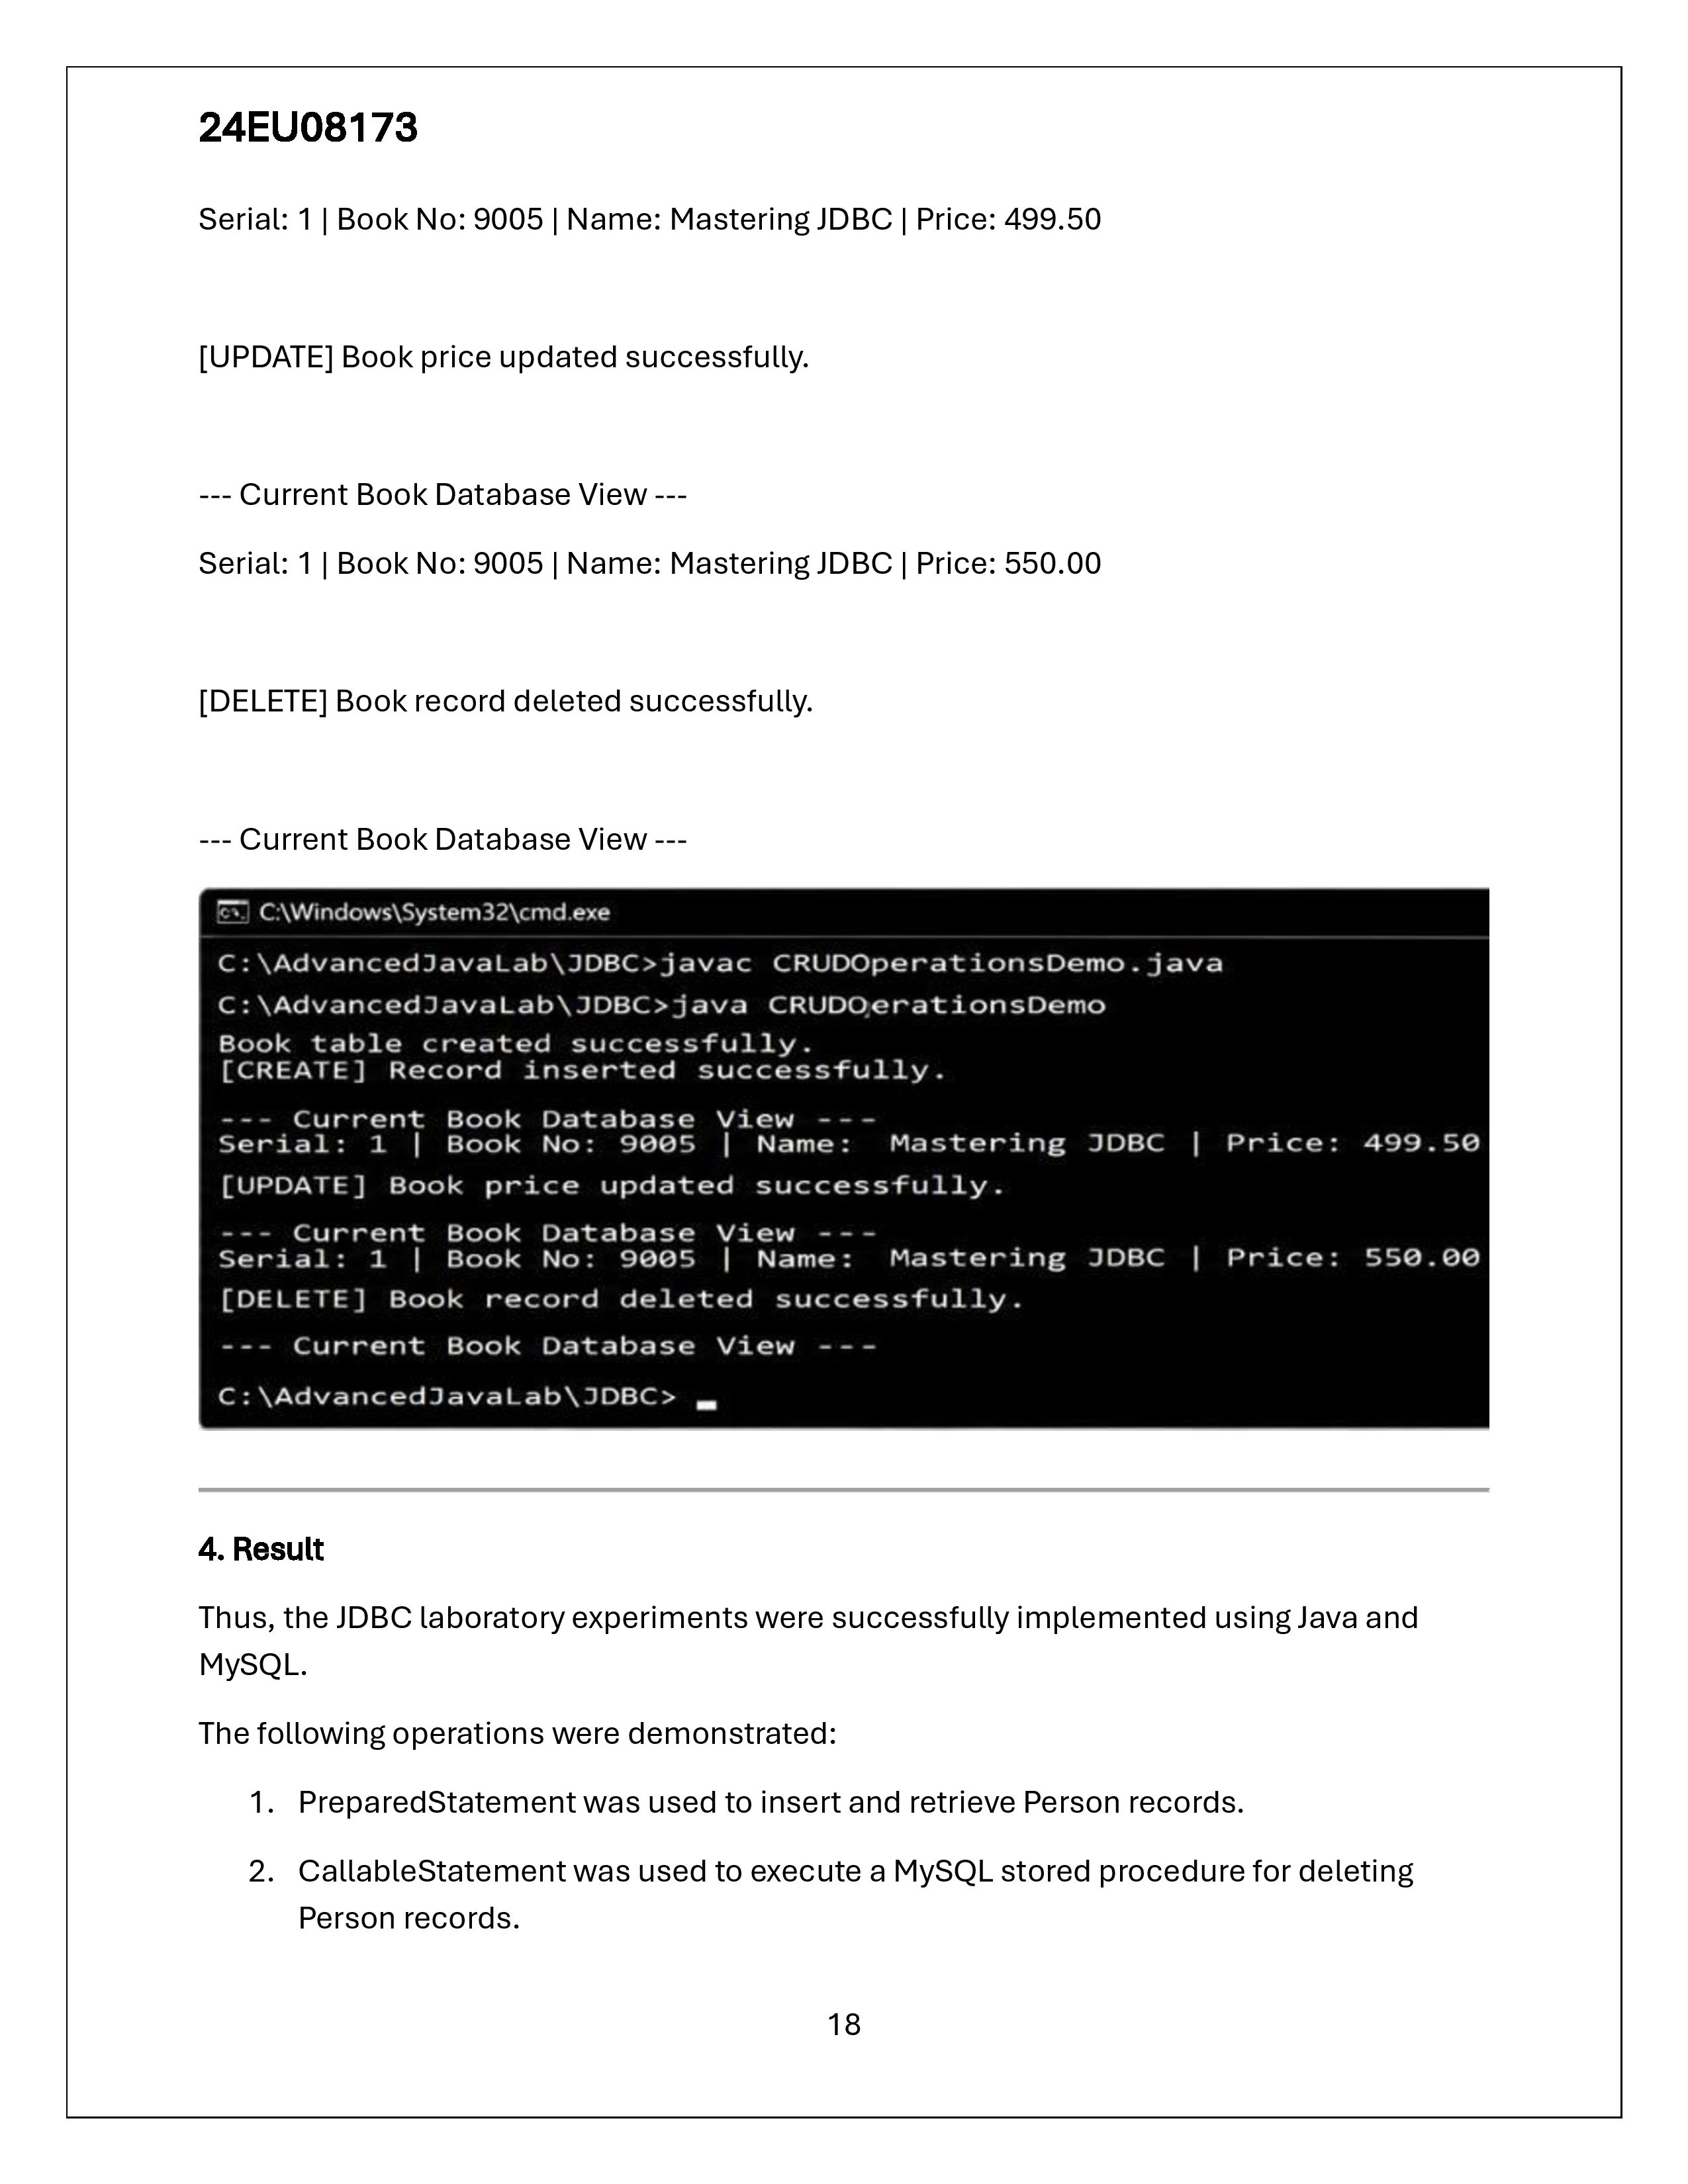 24EU08173
Serial: 1 | Book No: 9005 | Name: Mastering JDBC | Price: 499.50
[UPDATE] Book price updated successfully.
--- Current Book Database View ---
Serial: 1 | Book No: 9005 | Name: Mastering JDBC | Price: 550.00
[DELETE] Book record deleted successfully.
--- Current Book Database View ---
C:\Windows\System32\cmd.exe
C:\AdvancedJavaLab\JDBC>javac CRUDOperationsDemo.java
C:\AdvancedJavaLab\JDBC>java CRUDOerationsDemo
Book table created successfully.
[CREATE] Record inserted successfully.
--- Current Book Database View ---
Serial: 1 | Book No: 9005 | Name: Mastering JDBC | Price: 499.50
[UPDATE] Book price updated successfully.
--- Current Book Database View ---
Serial: 1 | Book No: 9005 | Name: Mastering JDBC | Price: 550.00
[DELETE] Book record deleted successfully.
--- Current Book Database View ---
C:\AdvancedJavaLab\JDBC>
4. Result
Thus, the JDBC laboratory experiments were successfully implemented using Java and
MySQL.
The following operations were demonstrated:
1. PreparedStatement was used to insert and retrieve Person records.
2. CallableStatement was used to execute a MySQL stored procedure for deleting
Person records.
18